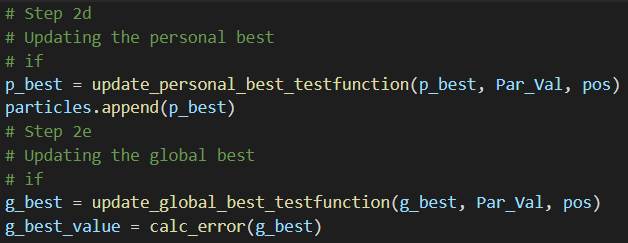 # Step 2d
# Updating the personal best
# if
p_best = update_personal_best_testfunction(p_best, Par_Val, pos)
particles.append(p_best)
# Step 2e
# Updating the global best
# if
g_best = update_global_best_testfunction(g_best, Par_Val, pos)
g_best_value = calc_error(g_best)